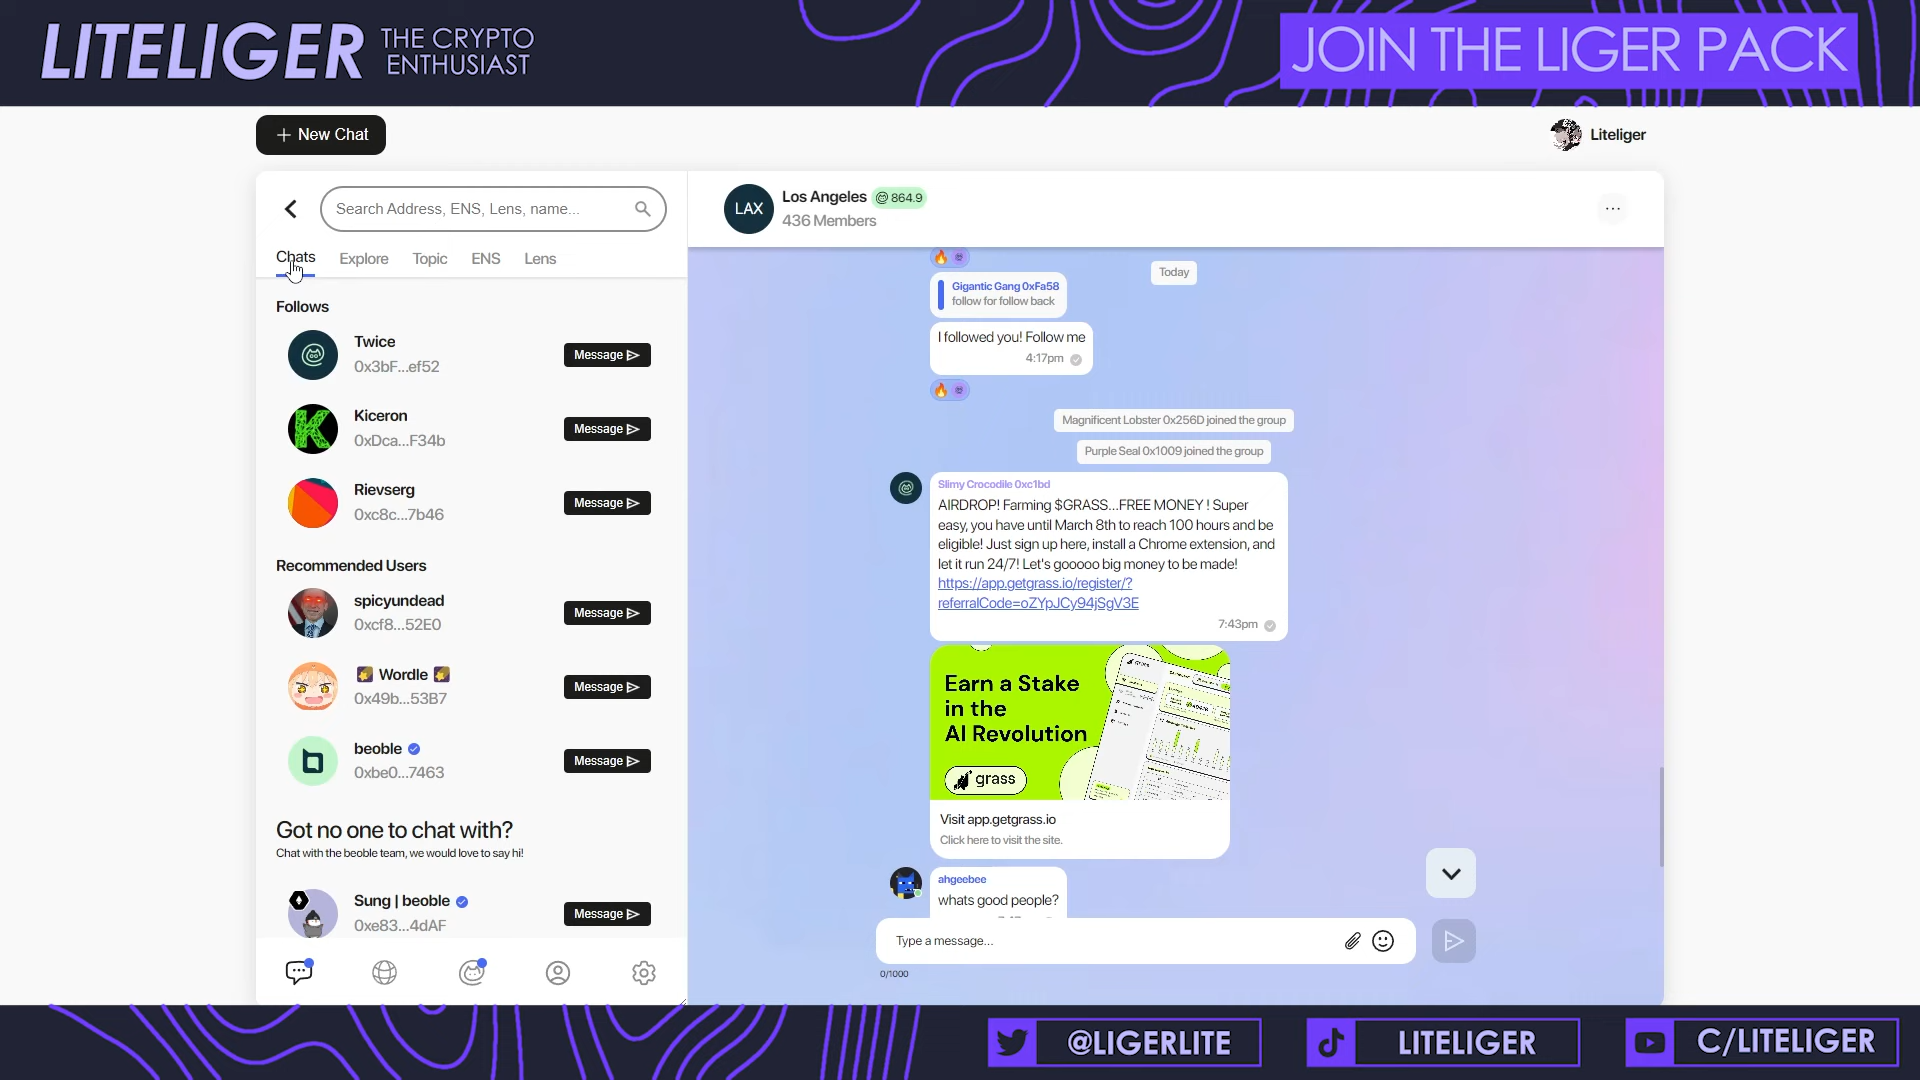 LITELIGER
THE CRYPTO
ENTHUSIAST
JOIN THE LIGER PACK
+ New Chat
Liteliger
Search Address, ENS, Lens, name...
Chats
Explore
Topic
ENS
Lens
Follows
Twice
0x3bF...ef52
Message
Kiceron
0xDca...F34b
Message
Rievserg
0xc8c...7b46
Message
Recommended Users
spicyundead
0xcf8...52E0
Message
Wordle
0x49b...53B7
Message
beoble
0xbe0...7463
Message
Got no one to chat with?
Chat with the beoble team, we would love to say hi!
Sung | beoble
0xe83...4dAF
Message
LAX
Los Angeles
864.9
436 Members
Today
Gigantic Gang 0xFa58
follow for follow back
I followed you! Follow me
4:17pm
Magnificent Lobster 0x256D joined the group
Purple Seal 0x1009 joined the group
Slimy Crocodile 0xc1bd
AIRDROP! Farming $GRASS...FREE MONEY ! Super
easy, you have until March 8th to reach 100 hours and be
eligible! Just sign up here, install a Chrome extension, and
let it run 24/7! Let's gooooo big money to be made!
https://app.getgrass.io/register/?
referralCode=oZYpJCy94jSgV3E
7:43pm
Earn a Stake
in the
AI Revolution
grass
Visit app.getgrass.io
Click here to visit the site.
ahgeebee
whats good people?
Type a message...
0/1000
@LIGERLITE
LITELIGER
C/LITELIGER